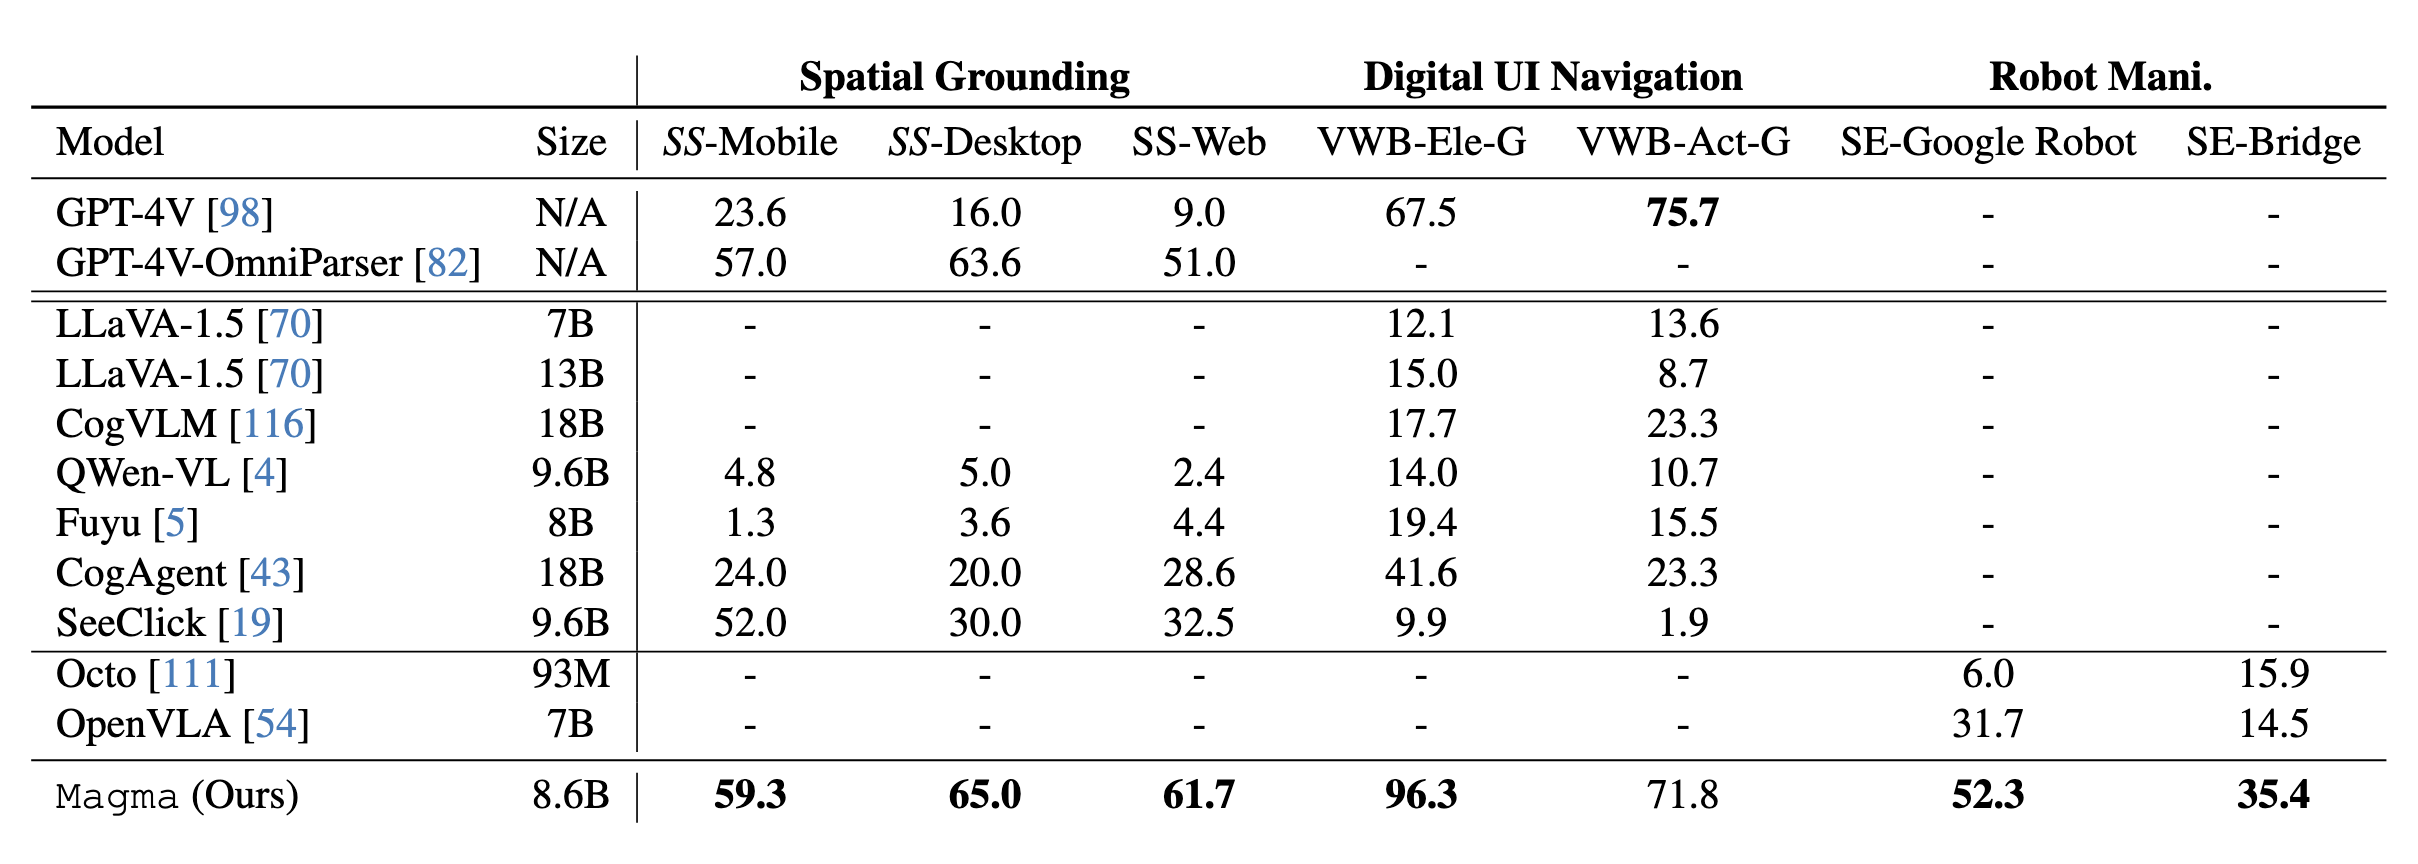 Spatial Grounding Digital UI Navigation Robot Mani.
Model Size SS-Mobile SS-Desktop SS-Web VWB-Ele-G VWB-Act-G SE-Google Robot SE-Bridge
GPT-4V [98] N/A 23.6 16.0 9.0 67.5 75.7 - -
GPT-4V-OmniParser [82] N/A 57.0 63.6 51.0 - - - -
LLaVA-1.5 [70] 7B - - - 12.1 13.6 - -
LLaVA-1.5 [70] 13B - - - 15.0 8.7 - -
CogVLM [116] 18B - - - 17.7 23.3 - -
QWen-VL [4] 9.6B 4.8 5.0 2.4 14.0 10.7 - -
Fuyu [5] 8B 1.3 3.6 4.4 19.4 15.5 - -
CogAgent [43] 18B 24.0 20.0 28.6 41.6 23.3 - -
SeeClick [19] 9.6B 52.0 30.0 32.5 9.9 1.9 - -
Octo [111] 93M - - - - - 6.0 15.9
OpenVLA [54] 7B - - - - - 31.7 14.5
Magma (Ours) 8.6B 59.3 65.0 61.7 96.3 71.8 52.3 35.4